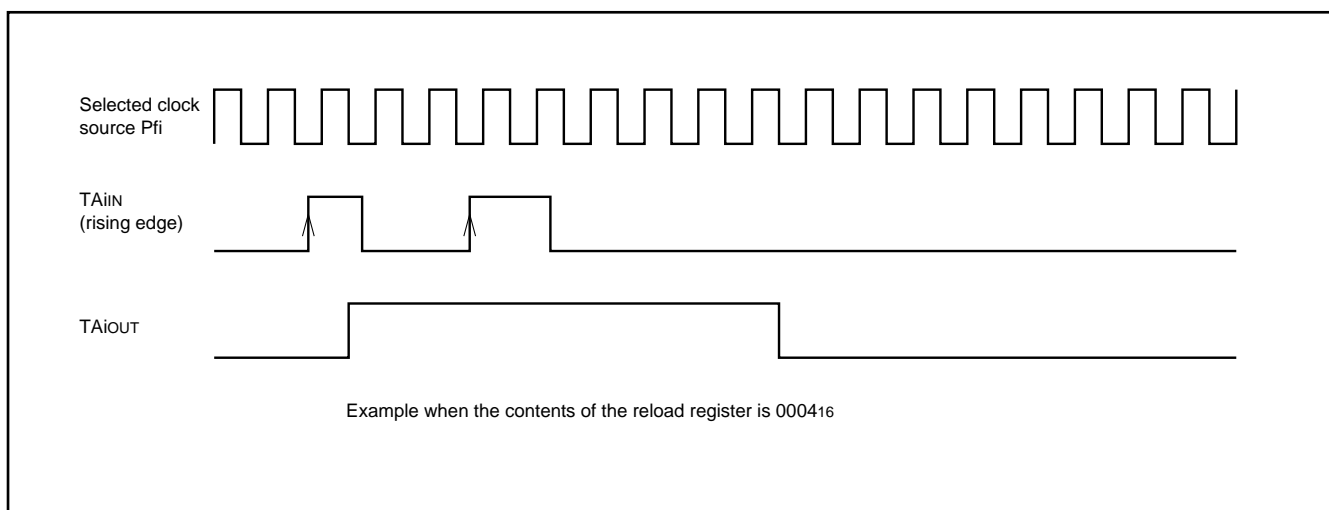 Selected clock
source Pfi
TAiIN
(rising edge)
TAiOUT
Example when the contents of the reload register is 000416